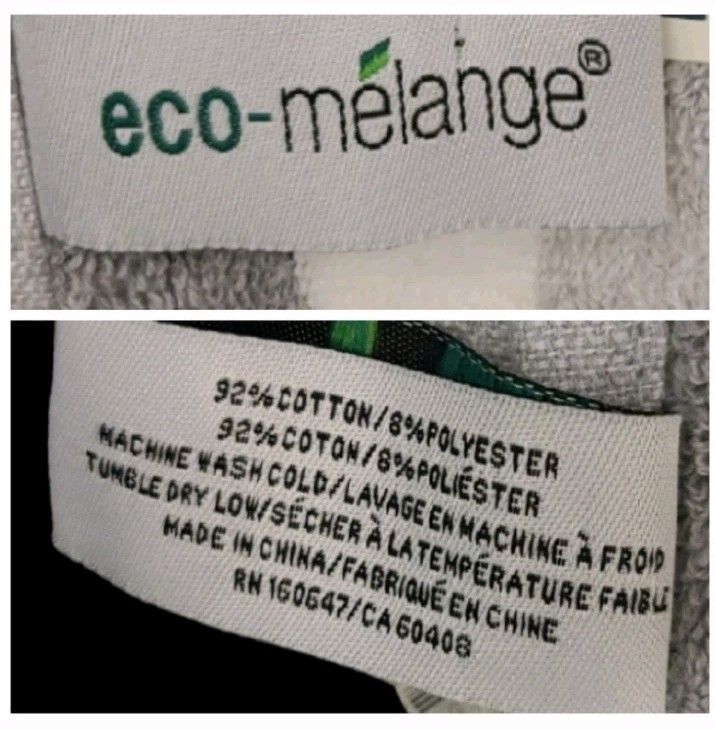 eco-mélange®
92% COTTON/8% POLYESTER
92% COTON/8% POLIÉSTER
MACHINE WASH COLD/LAVAGE EN MACHINE À FROID
TUMBLE DRY LOW/SÉCHER À LA TEMPÉRATURE FAIBLE
MADE IN CHINA/FABRIQUÉ EN CHINE
RN 160647/CA 60408